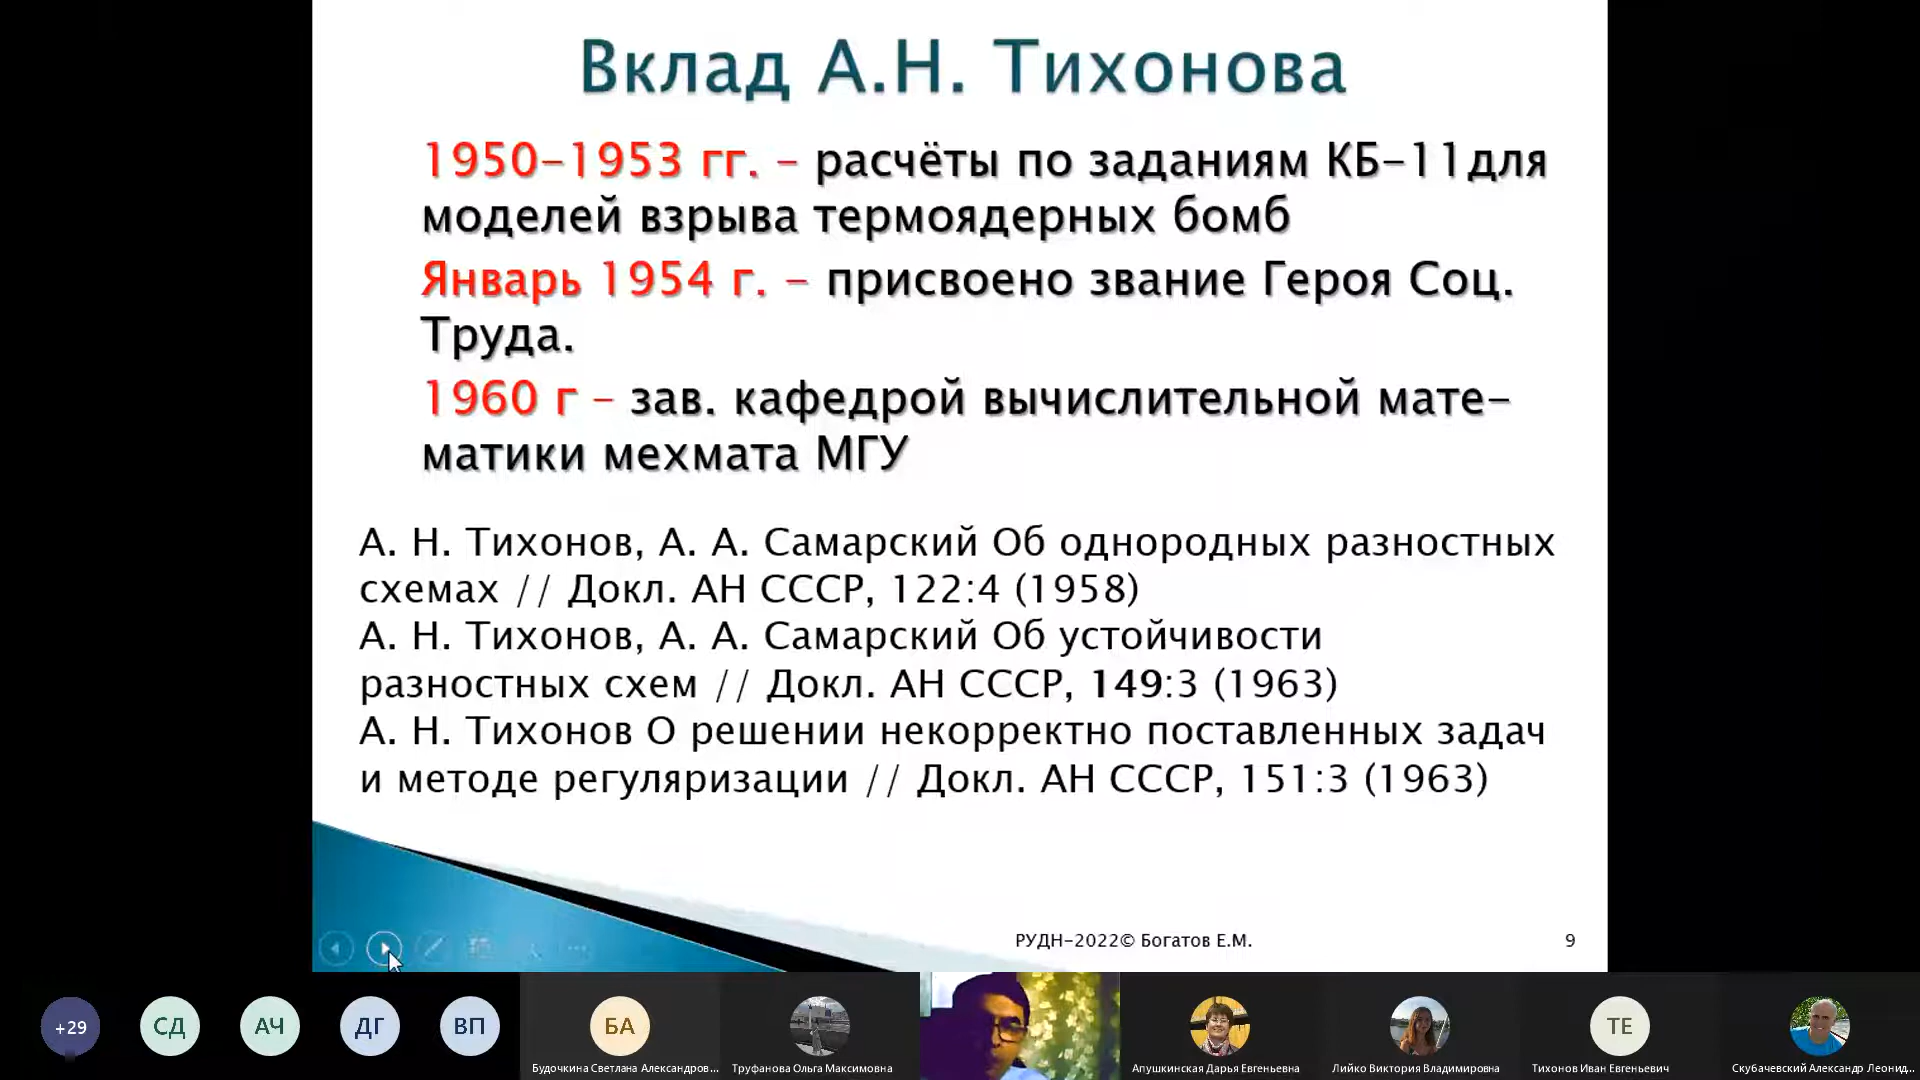 Вклад А.Н. Тихонова
1950-1953 гг. - расчёты по заданиям КБ-11для
моделей взрыва термоядерных бомб
Январь 1954 г. - присвоено звание Героя Соц.
Труда.
1960 г - зав. кафедрой вычислительной мате-
матики мехмата МГУ
А. Н. Тихонов, А. А. Самарский Об однородных разностных
схемах // Докл. АН СССР, 122:4 (1958)
А. Н. Тихонов, А. А. Самарский Об устойчивости
разностных схем // Докл. АН СССР, 149:3 (1963)
А. Н. Тихонов О решении некорректно поставленных задач
и методе регуляризации // Докл. АН СССР, 151:3 (1963)
РУДН-2022© Богатов Е.М.
9
+29
СД
АЧ
ДГ
ВП
БА
ТЕ
Будочкина Светлана Александров...
Труфанова Ольга Максимовна
Апушкинская Дарья Евгеньевна
Лийко Виктория Владимировна
Тихонов Иван Евгеньевич
Скубачевский Александр Леонид...